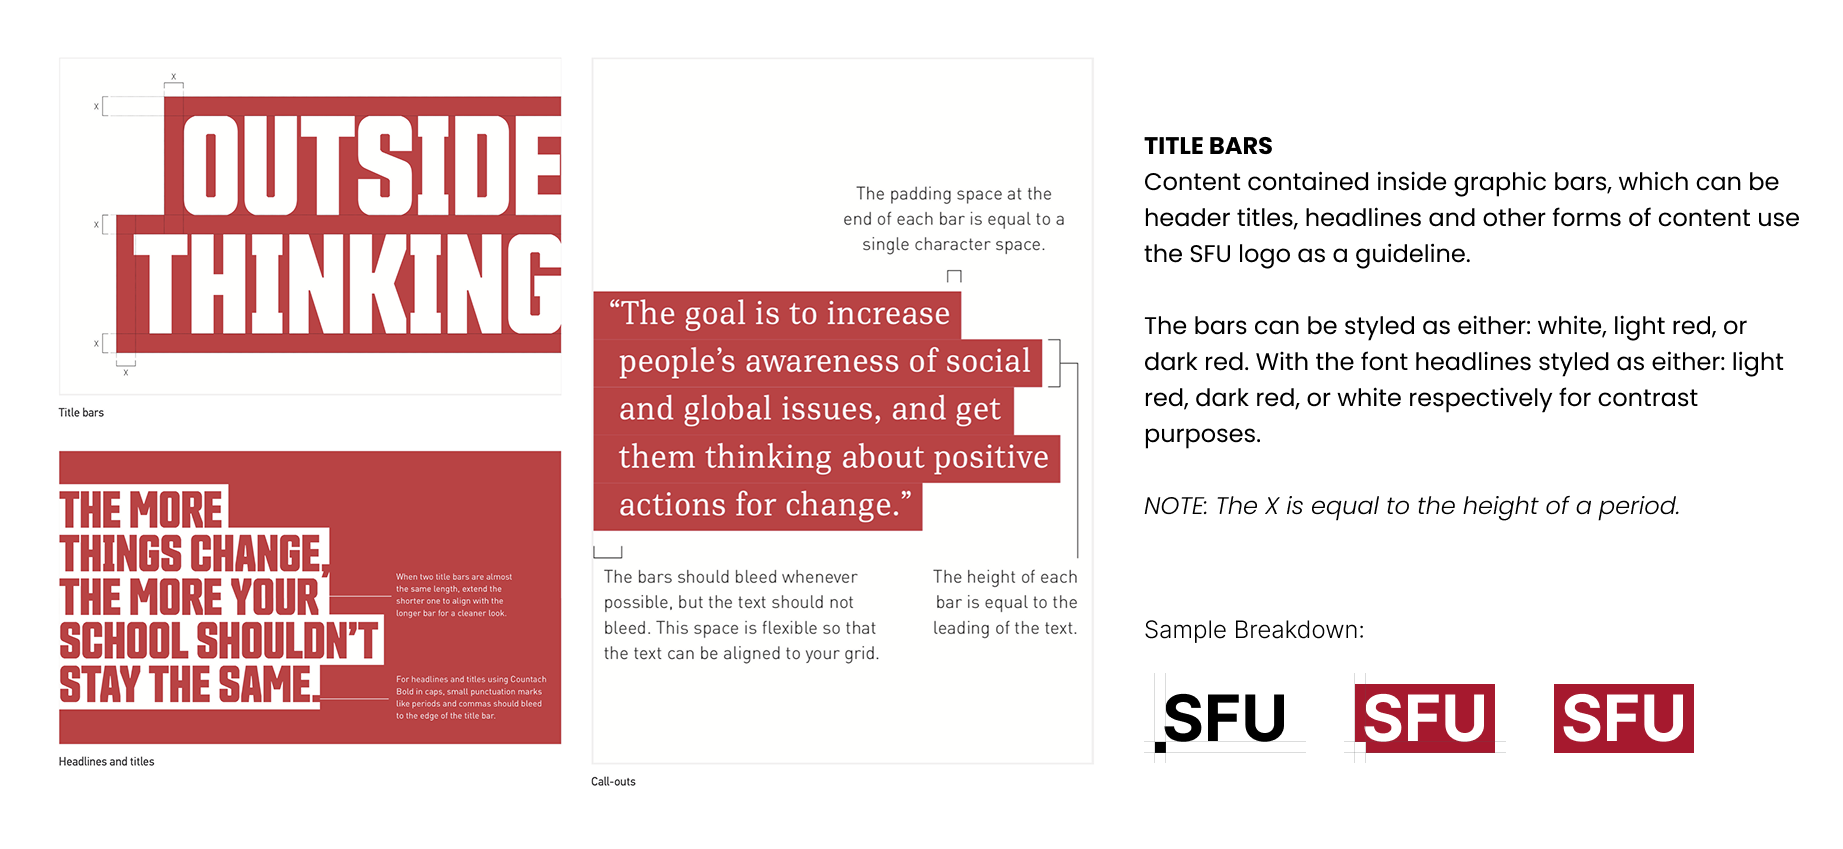 X
X
OUTSIDE
X
THINKING
X
X
Title bars
THE MORE
THINGS CHANGE,
THE MORE YOUR
SCHOOL SHOULDN'T
STAY THE SAME.
When two title bars are almost
the same length, extend the
shorter one to align with the
longer bar for a cleaner look.
For headlines and titles using Countach
Bold in caps, small punctuation marks
like periods and commas should bleed
to the edge of the title bar.
Headlines and titles
The padding space at the
end of each bar is equal to a
single character space.
“The goal is to increase
people’s awareness of social
and global issues, and get
them thinking about positive
actions for change.”
The bars should bleed whenever
possible, but the text should not
bleed. This space is flexible so that
the text can be aligned to your grid.
The height of each
bar is equal to the
leading of the text.
Call-outs
TITLE BARS
Content contained inside graphic bars, which can be
header titles, headlines and other forms of content use
the SFU logo as a guideline.
The bars can be styled as either: white, light red, or
dark red. With the font headlines styled as either: light
red, dark red, or white respectively for contrast
purposes.
NOTE: The X is equal to the height of a period.
Sample Breakdown:
.SFU
SFU
SFU